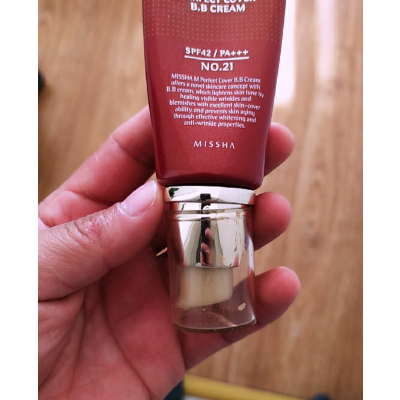 PERFECT COVER
B.B CREAM
SPF42 / PA+++
NO.21
MISSHA M Perfect Cover B.B Cream
offers a novel skincare concept with
B.B cream, which lightens skin tone by
healing visible wrinkles and
blemishes with excellent skin-cover
ability, and prevents skin aging
through effective whitening and
anti-wrinkle properties.
MISSHA